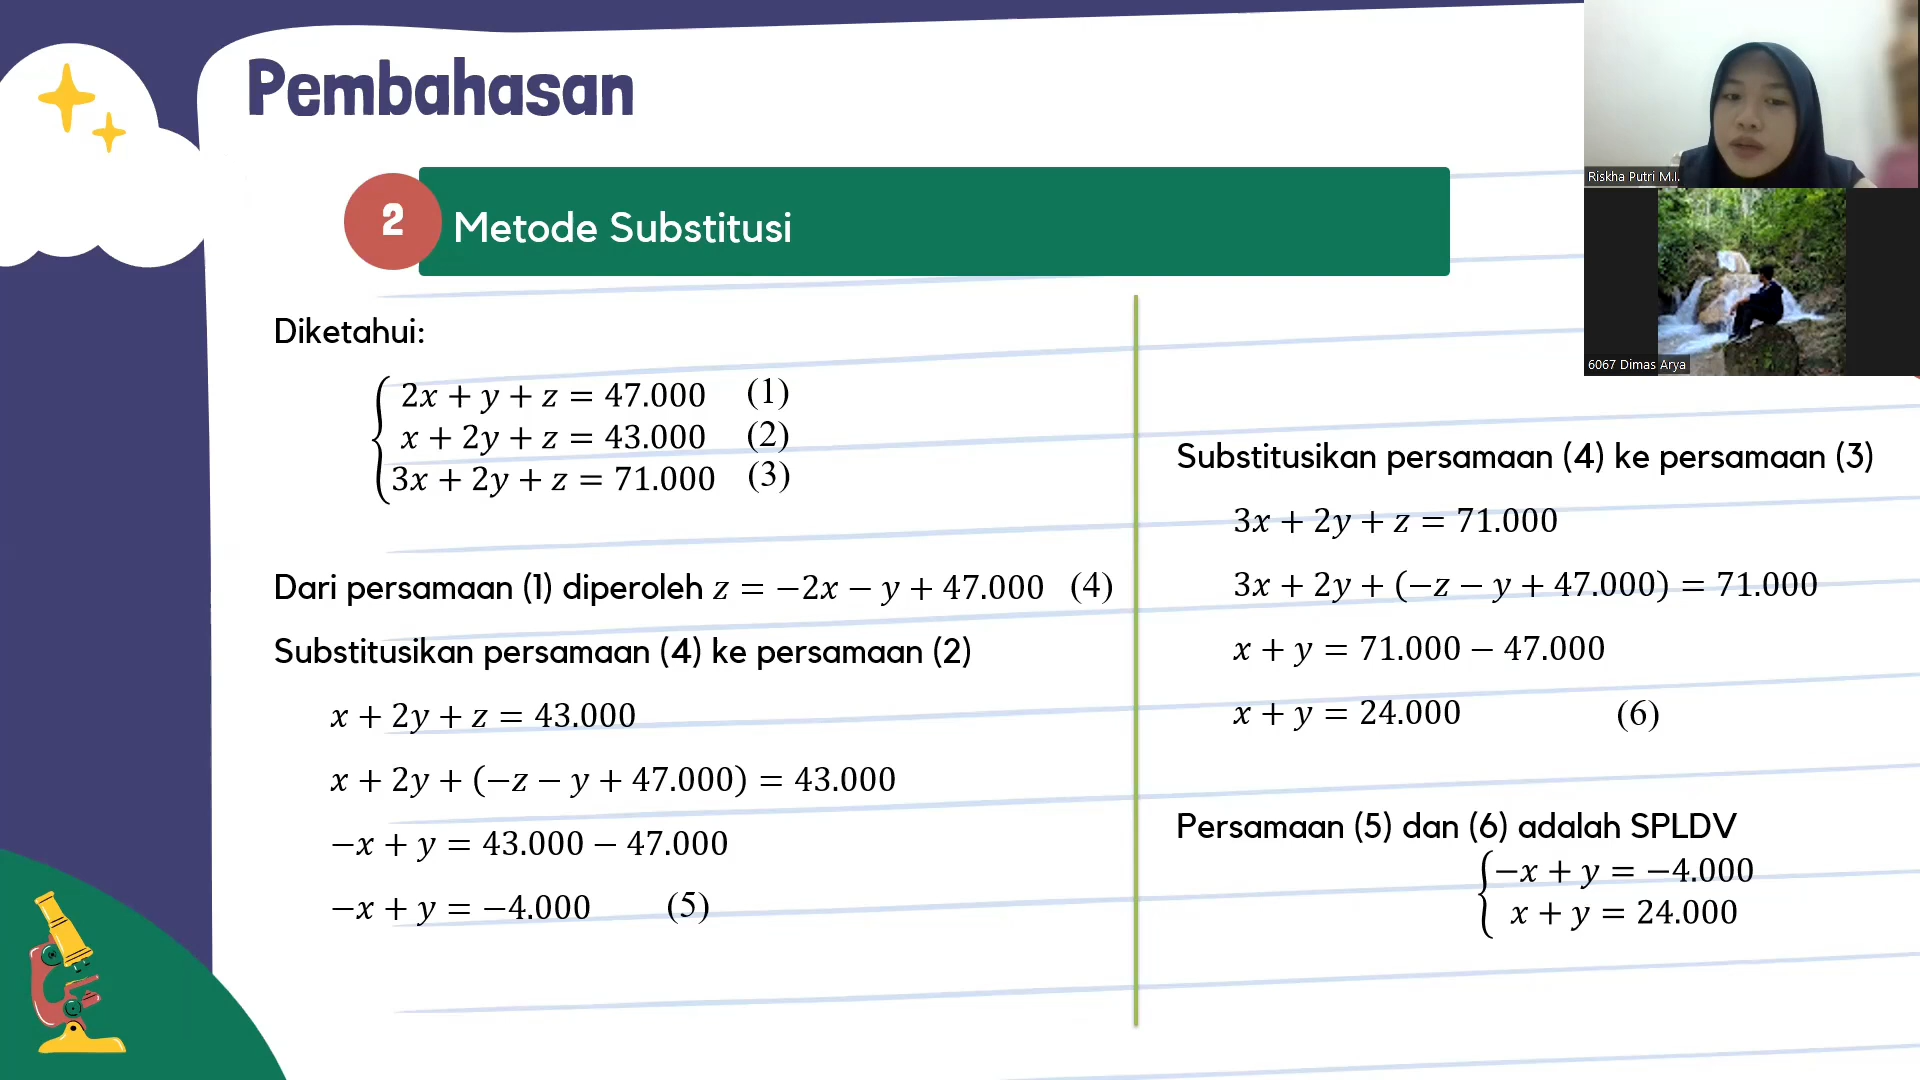 Pembahasan
2
Metode Substitusi
Diketahui:
2x + y + z = 47.000 (1)
x + 2y + z = 43.000 (2)
3x + 2y + z = 71.000 (3)
Dari persamaan (1) diperoleh z = −2x − y + 47.000 (4)
Substitusikan persamaan (4) ke persamaan (2)
x + 2y + z = 43.000
x + 2y + (−z − y + 47.000) = 43.000
−x + y = 43.000 − 47.000
−x + y = −4.000 (5)
Substitusikan persamaan (4) ke persamaan (3)
3x + 2y + z = 71.000
3x + 2y + (−z − y + 47.000) = 71.000
x + y = 71.000 − 47.000
x + y = 24.000 (6)
Persamaan (5) dan (6) adalah SPLDV
−x + y = −4.000
x + y = 24.000
Riskha Putri M.I.
6067 Dimas Arya